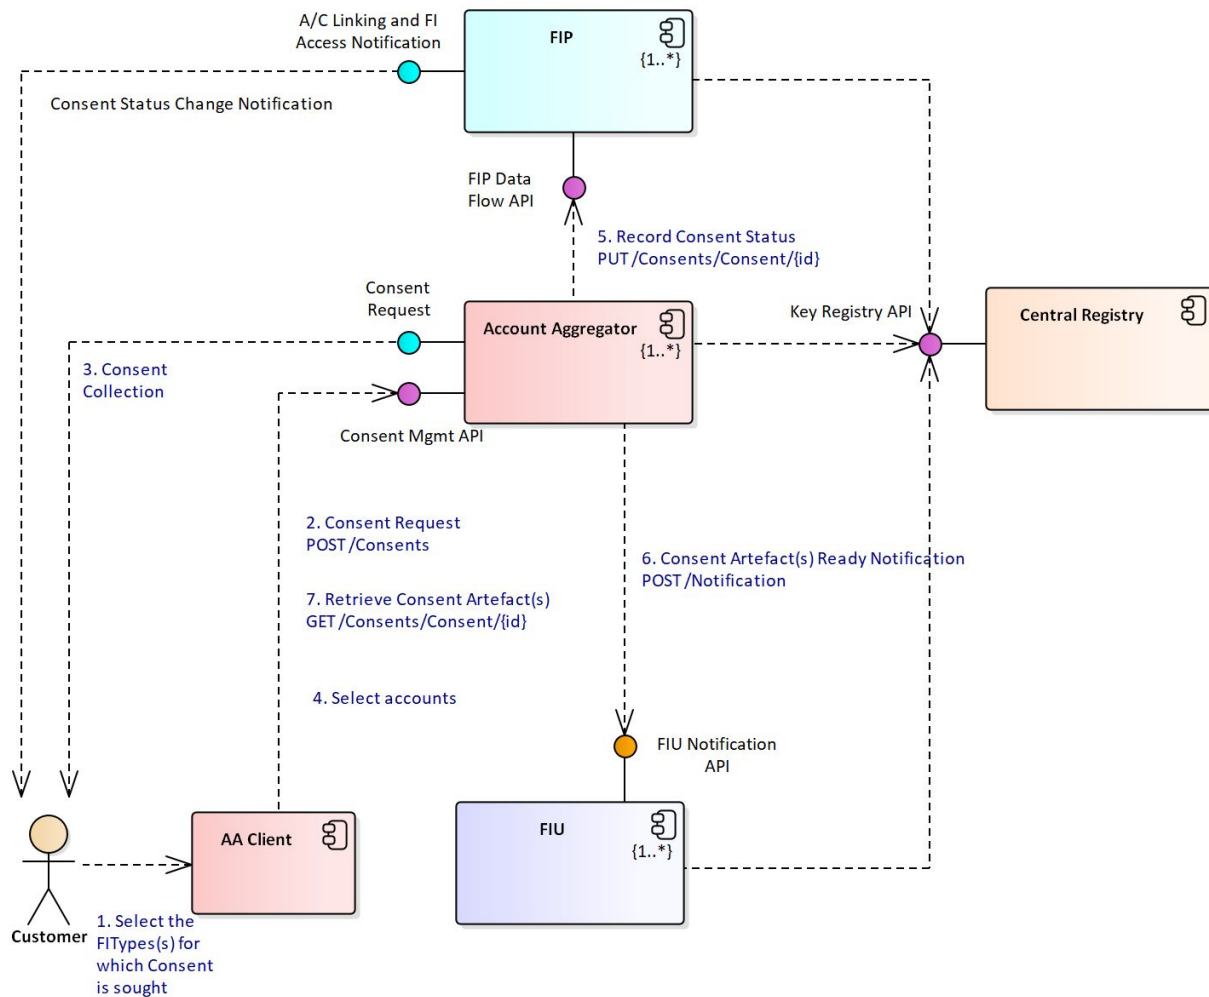 A/C Linking and FI
Access Notification
FIP
{1..*}
Consent Status Change Notification
FIP Data
Flow API
5. Record Consent Status
PUT /Consents/Consent/{id}
Consent
Request
Account Aggregator
{1..*}
Key Registry API
Central Registry
3. Consent
Collection
Consent Mgmt API
2. Consent Request
POST /Consents
6. Consent Artefact(s) Ready Notification
POST /Notification
7. Retrieve Consent Artefact(s)
GET /Consents/Consent/{id}
4. Select accounts
FIU Notification
API
AA Client
FIU
{1..*}
Customer
1. Select the
FITypes(s) for
which Consent
is sought